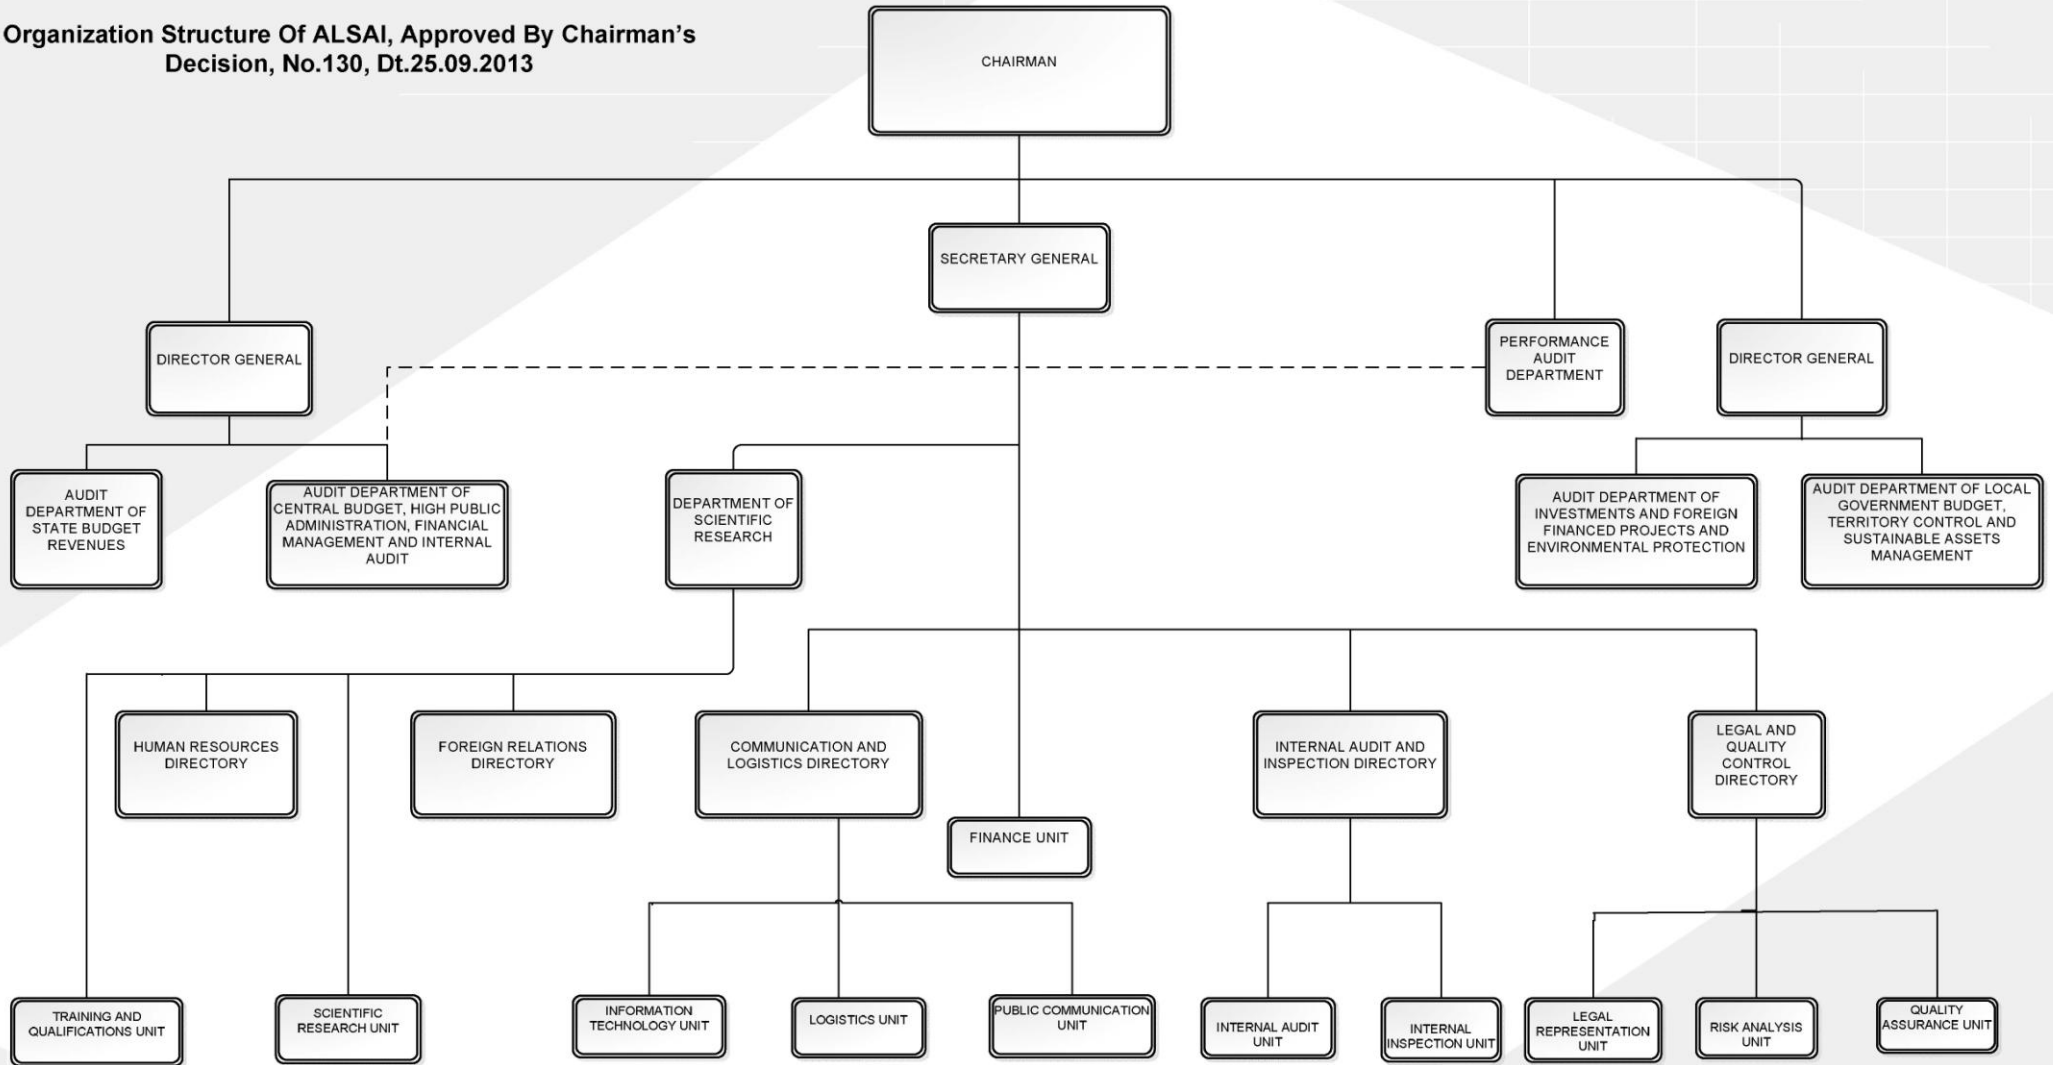 Organization Structure Of ALSAI, Approved By Chairman's
Decision, No.130, Dt.25.09.2013
CHAIRMAN
SECRETARY GENERAL
DIRECTOR GENERAL
PERFORMANCE
AUDIT
DEPARTMENT
DIRECTOR GENERAL
AUDIT
DEPARTMENT OF
STATE BUDGET
REVENUES
AUDIT DEPARTMENT OF
CENTRAL BUDGET, HIGH PUBLIC
ADMINISTRATION, FINANCIAL
MANAGEMENT AND INTERNAL
AUDIT
DEPARTMENT OF
SCIENTIFIC
RESEARCH
AUDIT DEPARTMENT OF
INVESTMENTS AND FOREIGN
FINANCED PROJECTS AND
ENVIRONMENTAL PROTECTION
AUDIT DEPARTMENT OF LOCAL
GOVERNMENT BUDGET,
TERRITORY CONTROL AND
SUSTAINABLE ASSETS
MANAGEMENT
HUMAN RESOURCES
DIRECTORY
FOREIGN RELATIONS
DIRECTORY
COMMUNICATION AND
LOGISTICS DIRECTORY
FINANCE UNIT
INTERNAL AUDIT AND
INSPECTION DIRECTORY
LEGAL AND
QUALITY
CONTROL
DIRECTORY
TRAINING AND
QUALIFICATIONS UNIT
SCIENTIFIC
RESEARCH UNIT
INFORMATION
TECHNOLOGY UNIT
LOGISTICS UNIT
PUBLIC COMMUNICATION
UNIT
INTERNAL AUDIT
UNIT
INTERNAL
INSPECTION UNIT
LEGAL
REPRESENTATION
UNIT
RISK ANALYSIS
UNIT
QUALITY
ASSURANCE UNIT